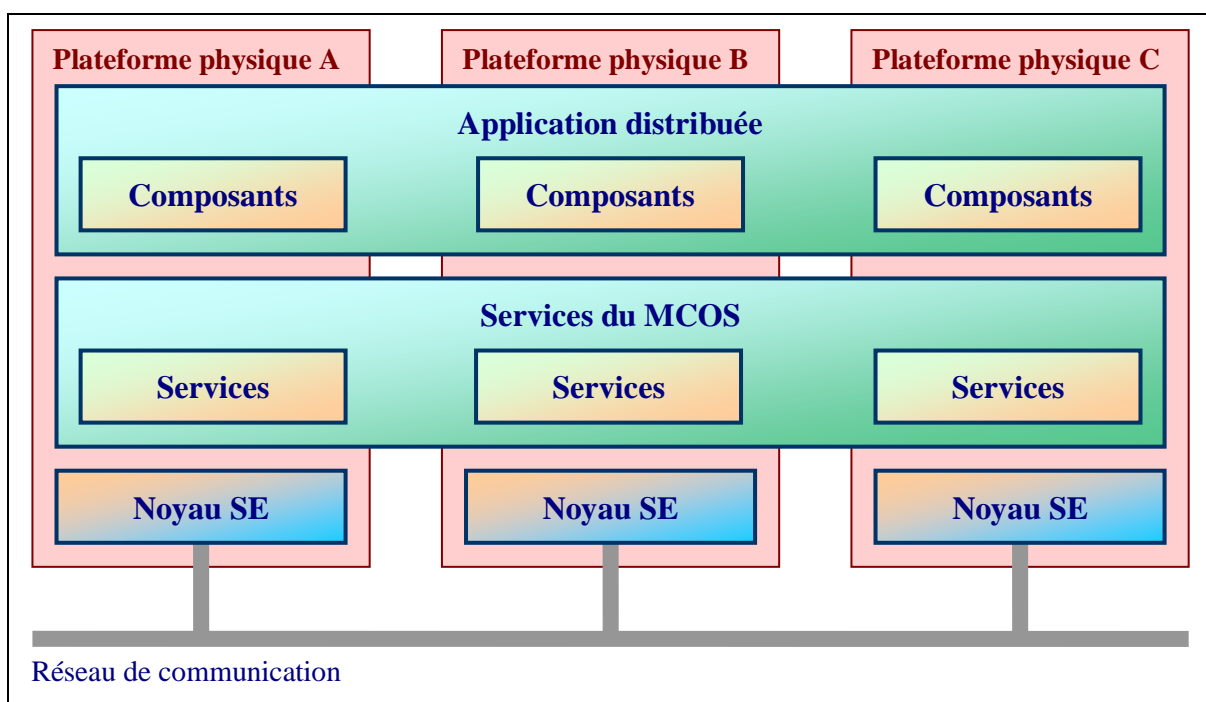 Plateforme physique A
Plateforme physique B
Plateforme physique C
Application distribuée
Composants
Composants
Composants
Services du MCOS
Services
Services
Services
Noyau SE
Noyau SE
Noyau SE
Réseau de communication